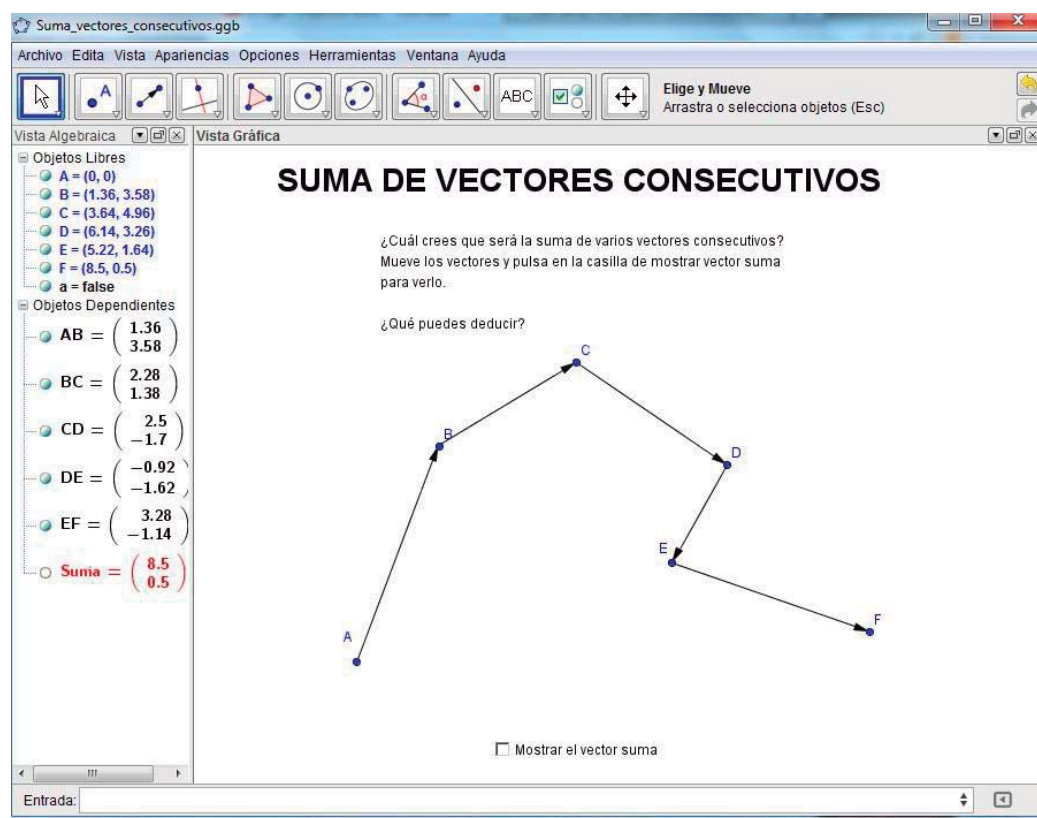 Suma_vectores_consecutivos.ggb
Archivo Edita Vista Apariencias Opciones Herramientas Ventana Ayuda
A
α
ABC
Elige y Mueve
Arrastra o selecciona objetos (Esc)
Vista Algebraica
Vista Gráfica
Objetos Libres
A = (0, 0)
B = (1.36, 3.58)
C = (3.64, 4.96)
D = (6.14, 3.26)
E = (5.22, 1.64)
F = (8.5, 0.5)
a = false
Objetos Dependientes
AB = ( 1.36
3.58 )
BC = ( 2.28
1.38 )
CD = ( 2.5
−1.7 )
DE = ( −0.92
−1.62 )
EF = ( 3.28
−1.14 )
Suma = ( 8.5
0.5 )
SUMA DE VECTORES CONSECUTIVOS
¿Cuál crees que será la suma de varios vectores consecutivos?
Mueve los vectores y pulsa en la casilla de mostrar vector suma
para verlo.
¿Qué puedes deducir?
C
B
D
E
F
A
Mostrar el vector suma
Entrada: